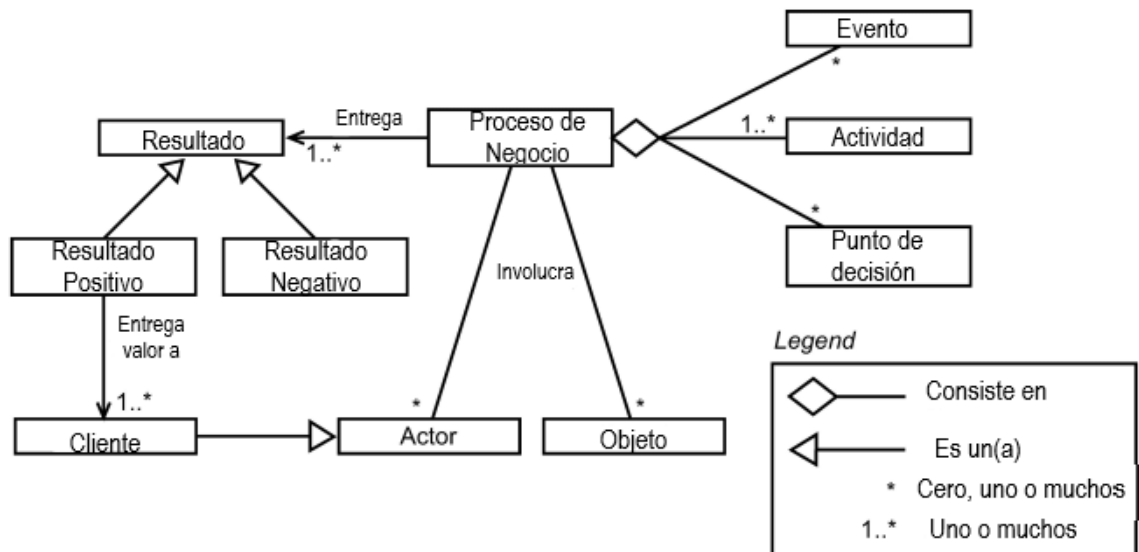 Evento
*
Entrega
Proceso de
Negocio
Resultado
1..*
1..*
Actividad
*
Resultado
Positivo
Resultado
Negativo
Involucra
Punto de
decisión
Entrega
valor a
Legend
1..*
*
*
Cliente
Actor
Objeto
Consiste en
Es un(a)
* Cero, uno o muchos
1..* Uno o muchos